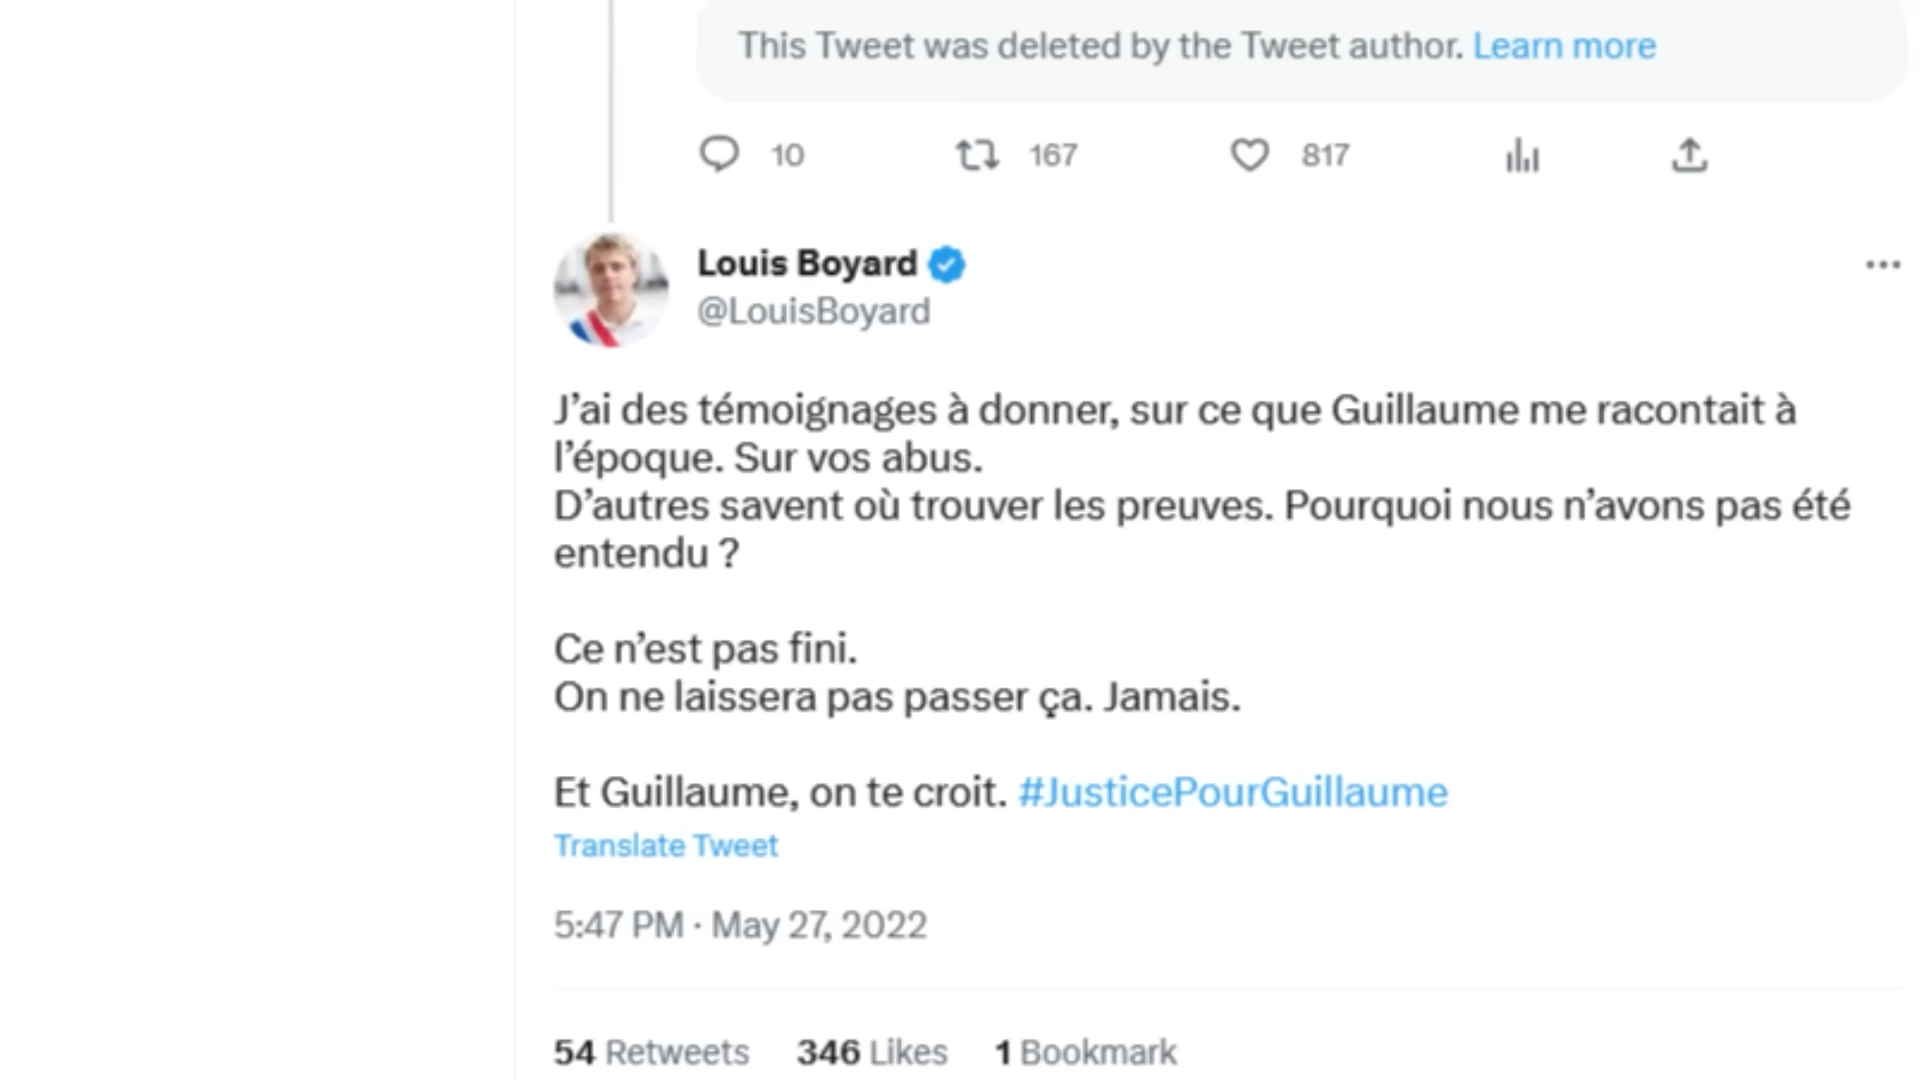 This Tweet was deleted by the Tweet author. Learn more
10 167 817
Louis Boyard
@LouisBoyard
J’ai des témoignages à donner, sur ce que Guillaume me racontait à
l’époque. Sur vos abus.
D’autres savent où trouver les preuves. Pourquoi nous n’avons pas été
entendu ?
Ce n’est pas fini.
On ne laissera pas passer ça. Jamais.
Et Guillaume, on te croit. #JusticePourGuillaume
Translate Tweet
5:47 PM · May 27, 2022
54 Retweets 346 Likes 1 Bookmark